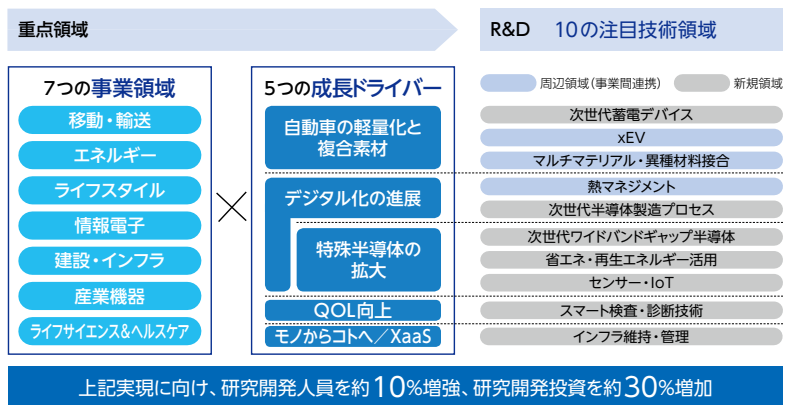 重点領域
R&D 10の注目技術領域
7つの事業領域
移動・輸送
エネルギー
ライフスタイル
情報電子
建設・インフラ
産業機器
ライフサイエンス&ヘルスケア
5つの成長ドライバー
自動車の軽量化と
複合素材
デジタル化の進展
特殊半導体の
拡大
QOL向上
モノからコトへ/XaaS
周辺領域(事業間連携)
新規領域
次世代蓄電デバイス
xEV
マルチマテリアル・異種材料接合
熱マネジメント
次世代半導体製造プロセス
次世代ワイドバンドギャップ半導体
省エネ・再生エネルギー活用
センサー・IoT
スマート検査・診断技術
インフラ維持・管理
上記実現に向け、研究開発人員を約10%増強、研究開発投資を約30%増加